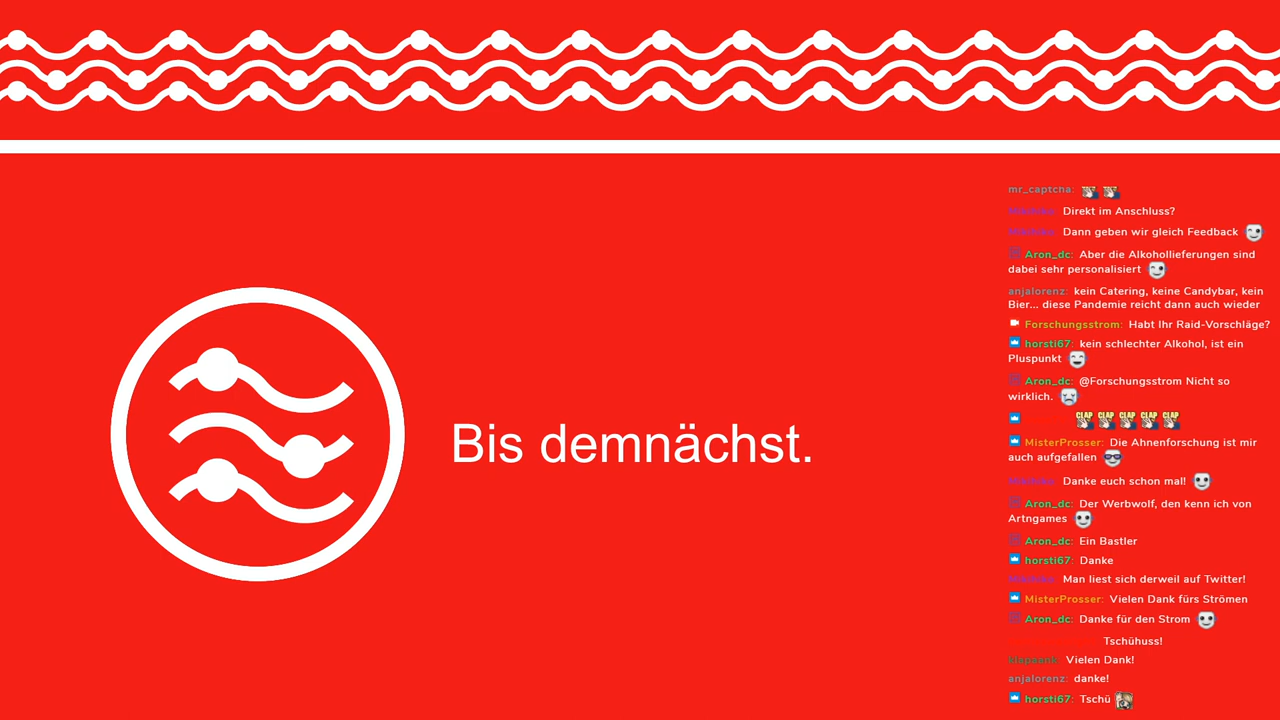 Bis demnächst.
mr_captcha:
Direkt im Anschluss?
Dann geben wir gleich Feedback
Aron_dc: Aber die Alkohollieferungen sind
dabei sehr personalisiert
anjalorenz: kein Catering, keine Candybar, kein
Bier... diese Pandemie reicht dann auch wieder
Forschungsstrom: Habt Ihr Raid-Vorschläge?
horsti67: kein schlechter Alkohol, ist ein
Pluspunkt
Aron_dc: @Forschungsstrom Nicht so
wirklich.
CLAP CLAP CLAP CLAP CLAP
MisterProsser: Die Ahnenforschung ist mir
auch aufgefallen
Danke euch schon mal!
Aron_dc: Der Werbwolf, den kenn ich von
Artngames
Aron_dc: Ein Bastler
horsti67: Danke
Man liest sich derweil auf Twitter!
MisterProsser: Vielen Dank fürs Strömen
Aron_dc: Danke für den Strom
Tschühuss!
Vielen Dank!
anjalorenz: danke!
horsti67: Tschü